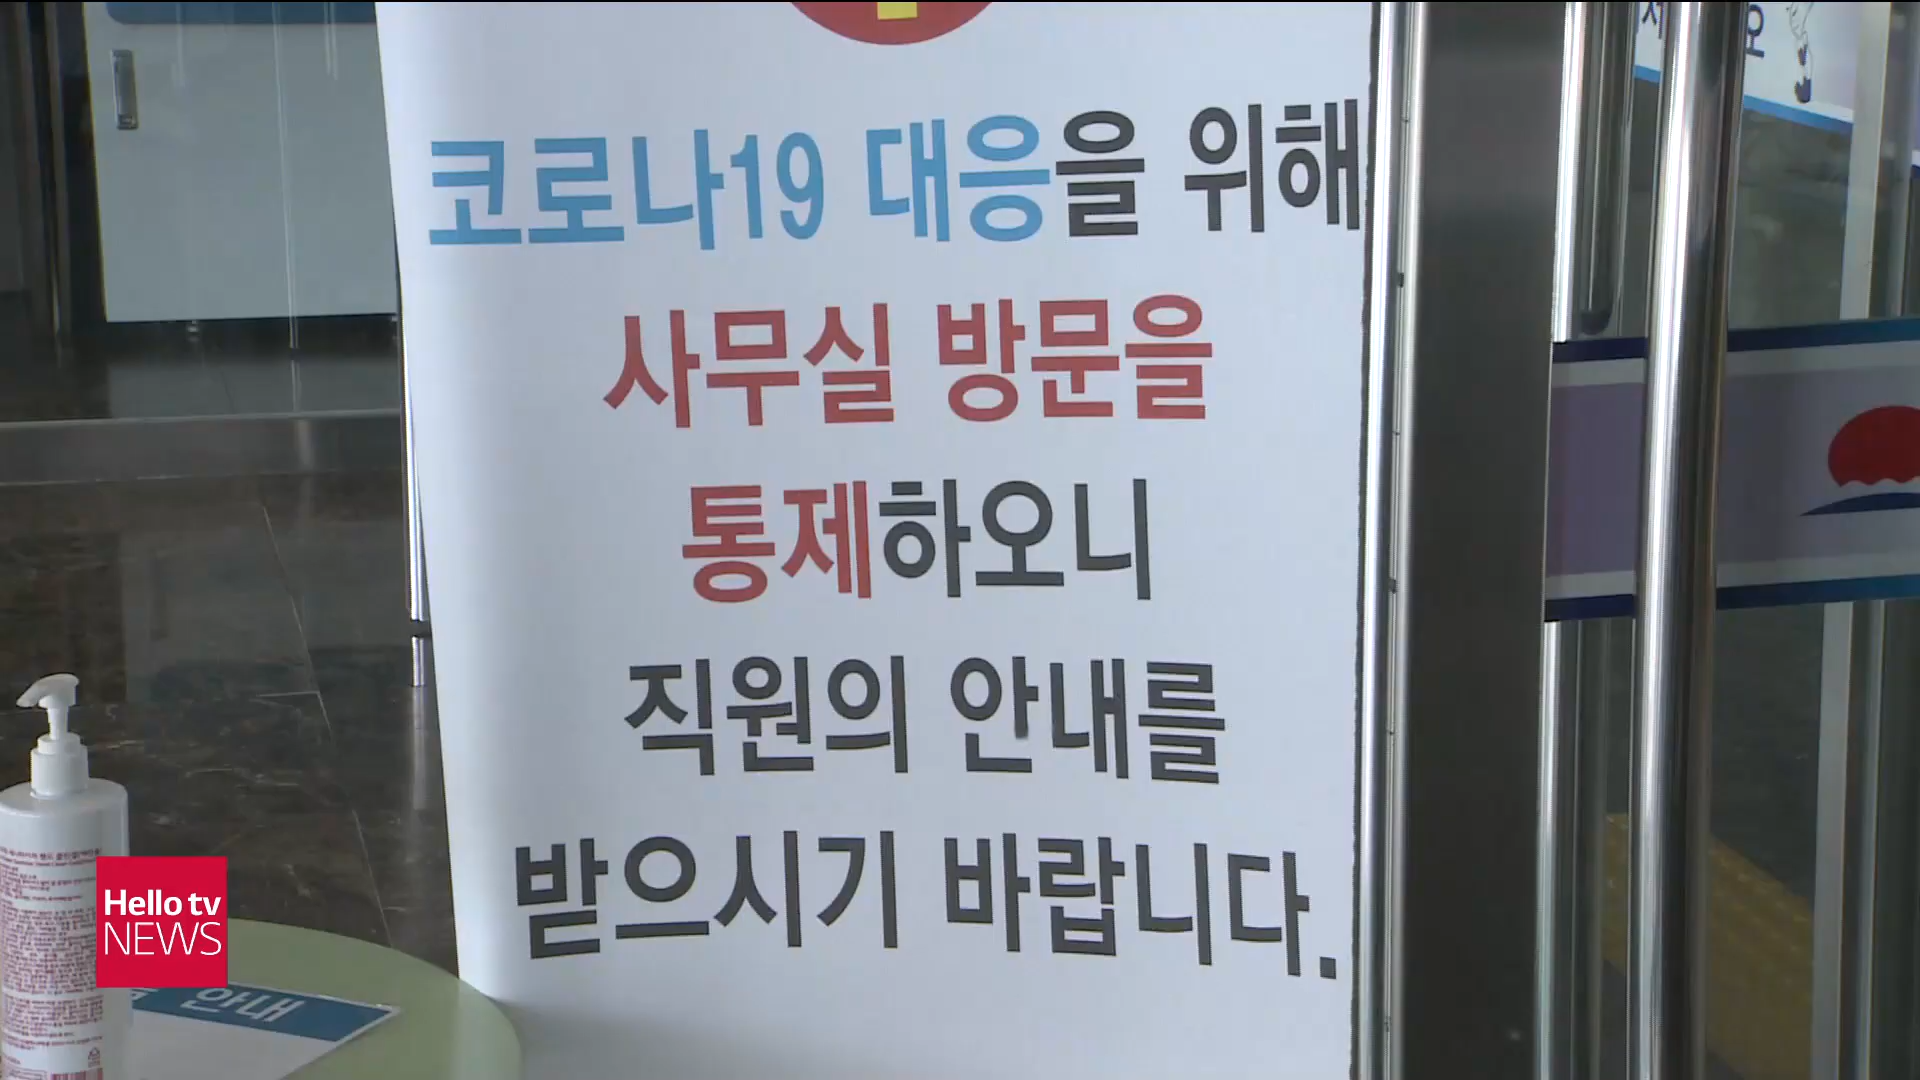 코로나19 대응을 위해
사무실 방문을
통제하오니
직원의 안내를
받으시기 바랍니다.
Hello tv
NEWS
안내